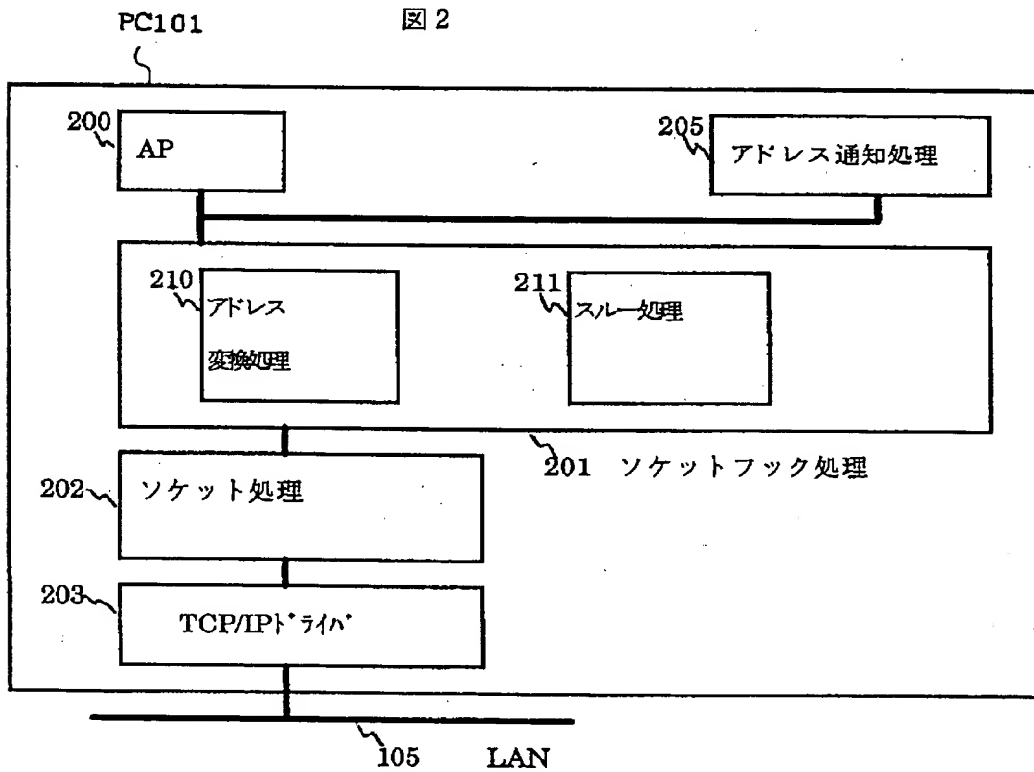 PC101
図2
200
AP
205
アドレス通知処理
210
アドレス
変換処理
211
スルー処理
201 ソケットフック処理
202
ソケット処理
203
TCP/IPドライバ
105 LAN